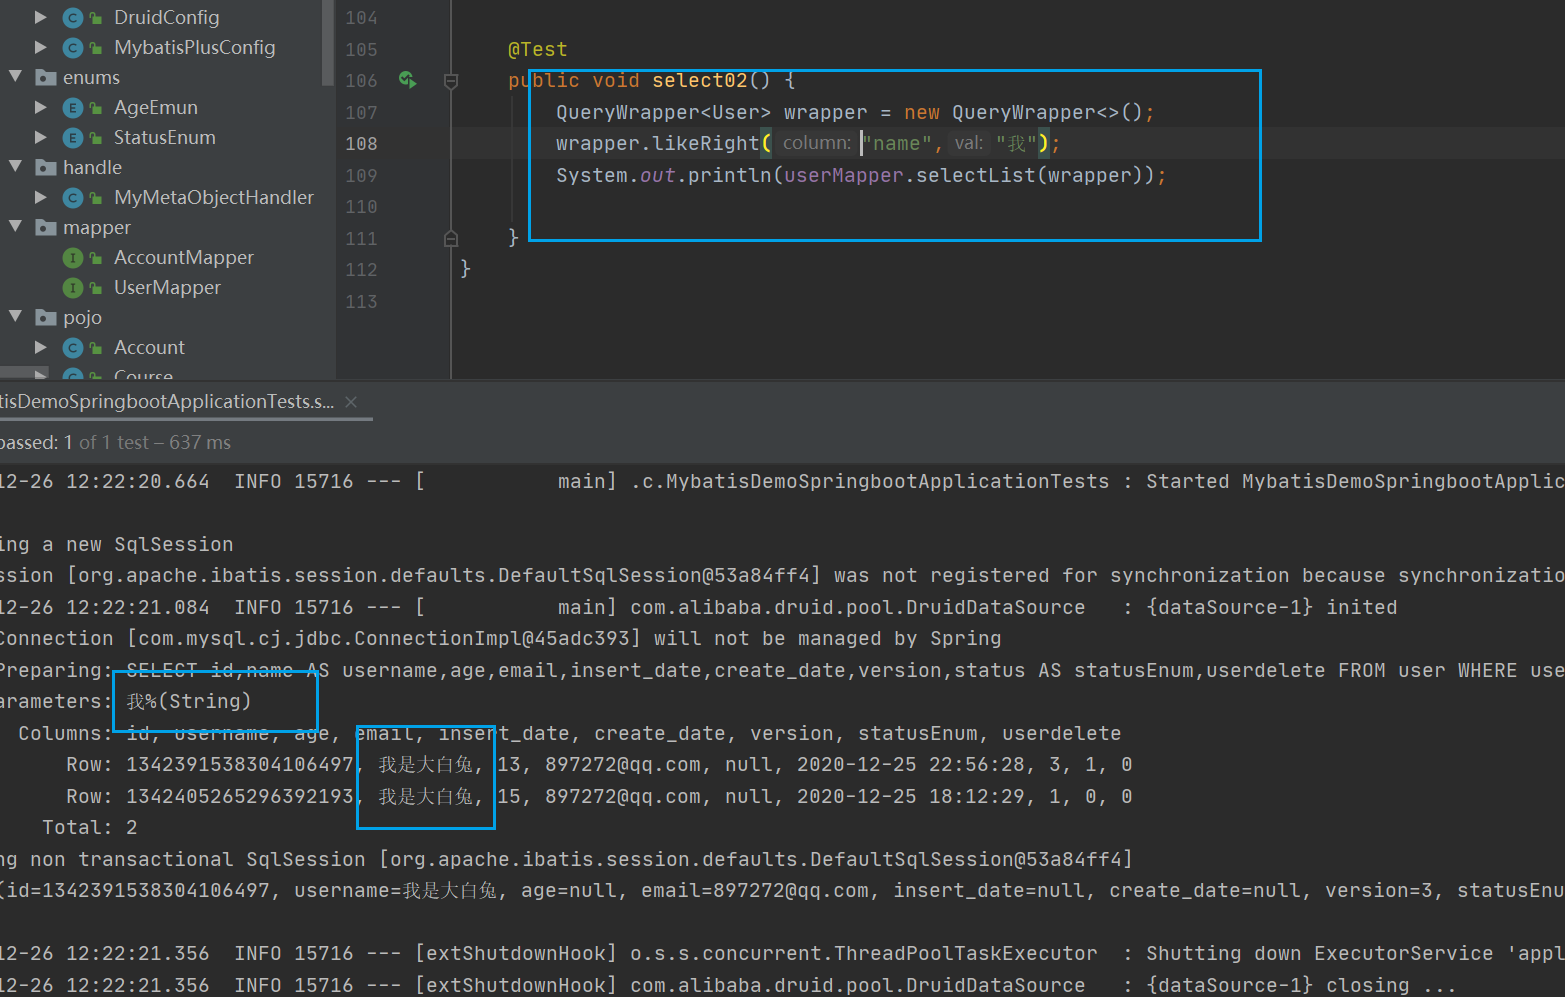 DruidConfig
MybatisPlusConfig
enums
AgeEmun
StatusEnum
handle
MyMetaObjectHandler
mapper
AccountMapper
UserMapper
pojo
Account
Course
104
105 @Test
106 public void select02() {
107 QueryWrapper<User> wrapper = new QueryWrapper<>();
108 wrapper.likeRight( column: "name", val: "我");
109 System.out.println(userMapper.selectList(wrapper));
110
111 }
112 }
113
tisDemoSpringbootApplicationTests.s...
passed: 1 of 1 test – 637 ms
12-26 12:22:20.664  INFO 15716 --- [           main] .c.MybatisDemoSpringbootApplicationTests : Started MybatisDemoSpringbootApplic
ing a new SqlSession
ssion [org.apache.ibatis.session.defaults.DefaultSqlSession@53a84ff4] was not registered for synchronization because synchronizatio
12-26 12:22:21.084  INFO 15716 --- [           main] com.alibaba.druid.pool.DruidDataSource   : {dataSource-1} inited
Connection [com.mysql.cj.jdbc.ConnectionImpl@45adc393] will not be managed by Spring
Preparing: SELECT id,name AS username,age,email,insert_date,create_date,version,status AS statusEnum,userdelete FROM user WHERE use
arameters: 我%(String)
Columns: id, username, age, email, insert_date, create_date, version, statusEnum, userdelete
Row: 1342391538304106497, 我是大白兔, 13, 897272@qq.com, null, 2020-12-25 22:56:28, 3, 1, 0
Row: 1342405265296392193, 我是大白兔, 15, 897272@qq.com, null, 2020-12-25 18:12:29, 1, 0, 0
Total: 2
ng non transactional SqlSession [org.apache.ibatis.session.defaults.DefaultSqlSession@53a84ff4]
(id=1342391538304106497, username=我是大白兔, age=null, email=897272@qq.com, insert_date=null, create_date=null, version=3, statusEnu
12-26 12:22:21.356  INFO 15716 --- [extShutdownHook] o.s.s.concurrent.ThreadPoolTaskExecutor  : Shutting down ExecutorService 'appl
12-26 12:22:21.356  INFO 15716 --- [extShutdownHook] com.alibaba.druid.pool.DruidDataSource   : {dataSource-1} closing ...